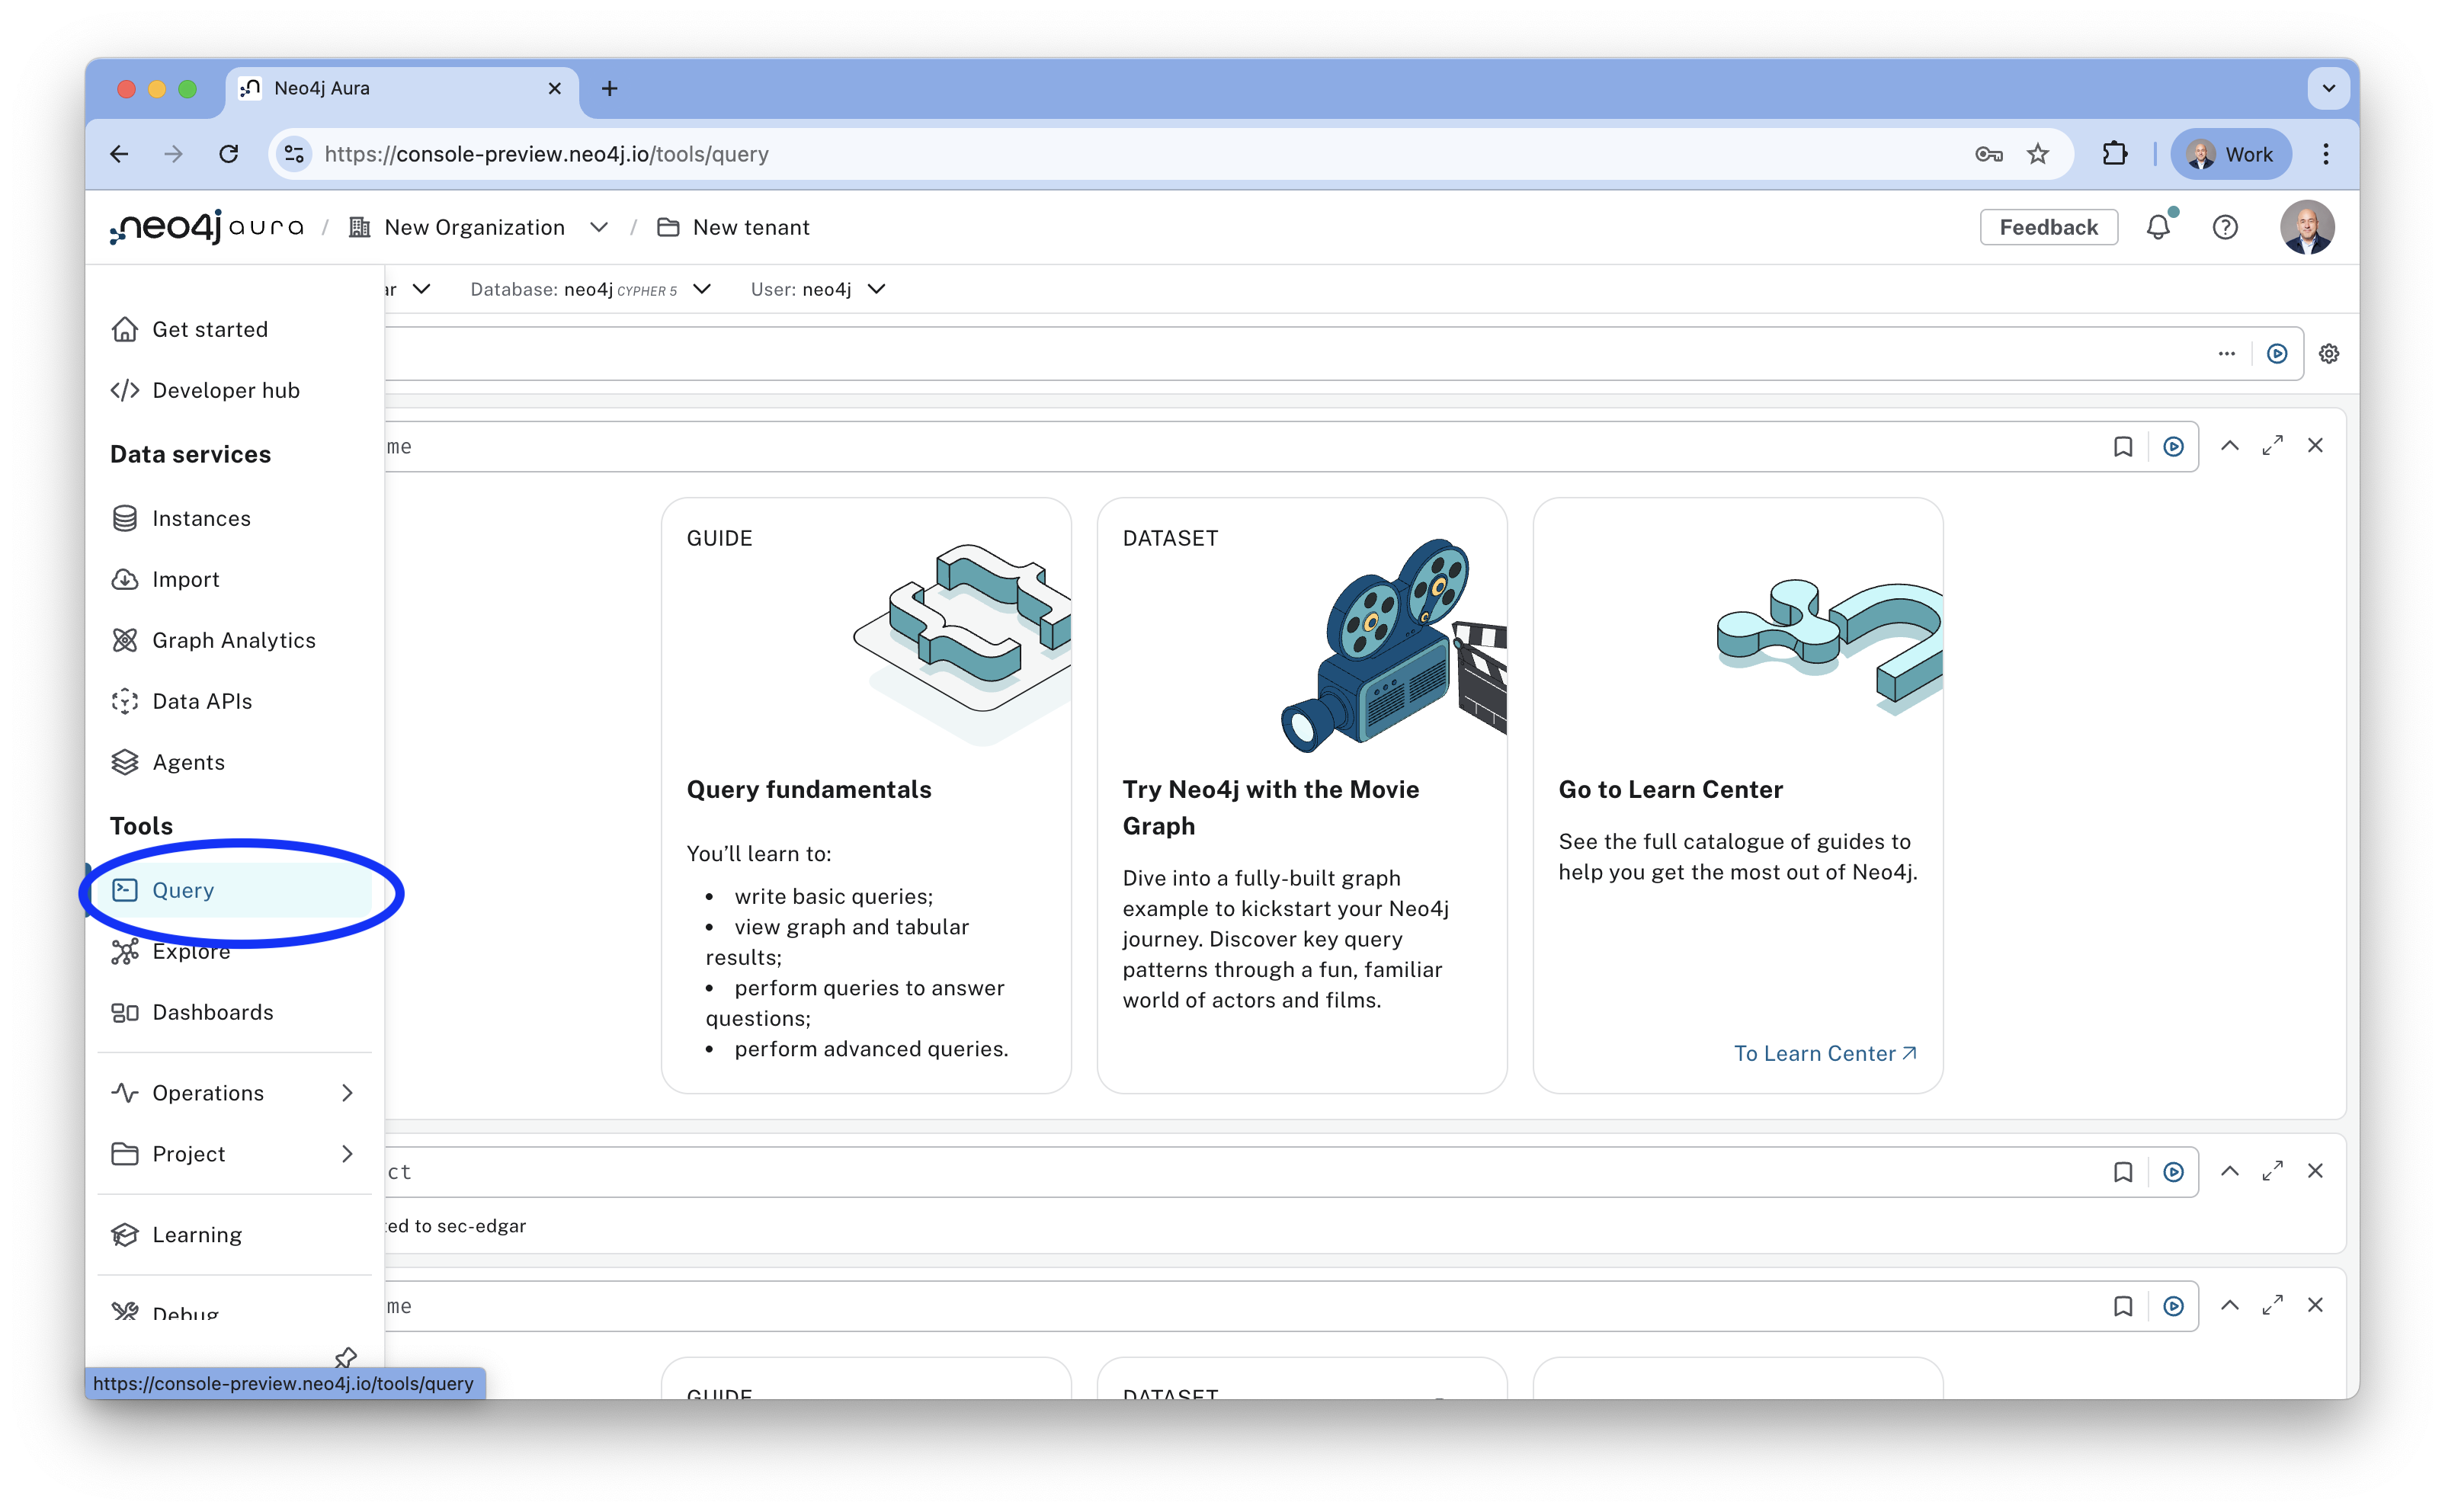 Neo4j Aura
https://console-preview.neo4j.io/tools/query
Work
neo4j aura / New Organization / New tenant
Feedback
Database: neo4j CYPHER 5
User: neo4j
Get started
Developer hub
Data services
Instances
Import
Graph Analytics
Data APIs
Agents
Tools
Query
Explore
Dashboards
Operations
Project
Learning
Debug
https://console-preview.neo4j.io/tools/query
me
GUIDE
Query fundamentals
You’ll learn to:
• write basic queries;
• view graph and tabular
results;
• perform queries to answer
questions;
• perform advanced queries.
DATASET
Try Neo4j with the Movie
Graph
Dive into a fully-built graph
example to kickstart your Neo4j
journey. Discover key query
patterns through a fun, familiar
world of actors and films.
Go to Learn Center
See the full catalogue of guides to
help you get the most out of Neo4j.
To Learn Center
ct
ted to sec-edgar
me
GUIDE
DATASET